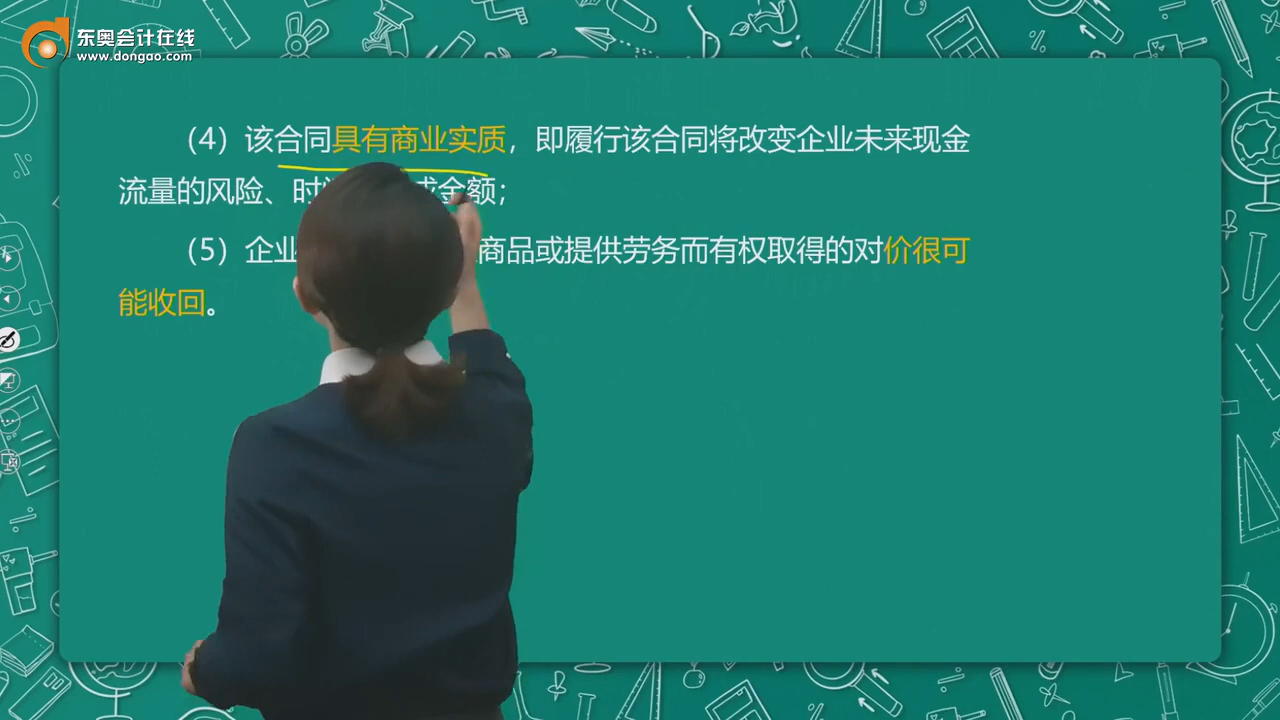 东奥会计在线
www.dongao.com
（4）该合同具有商业实质，即履行该合同将改变企业未来现金
流量的风险、时 或金额；
（5）企业 商品或提供劳务而有权取得的对价很可
能收回。